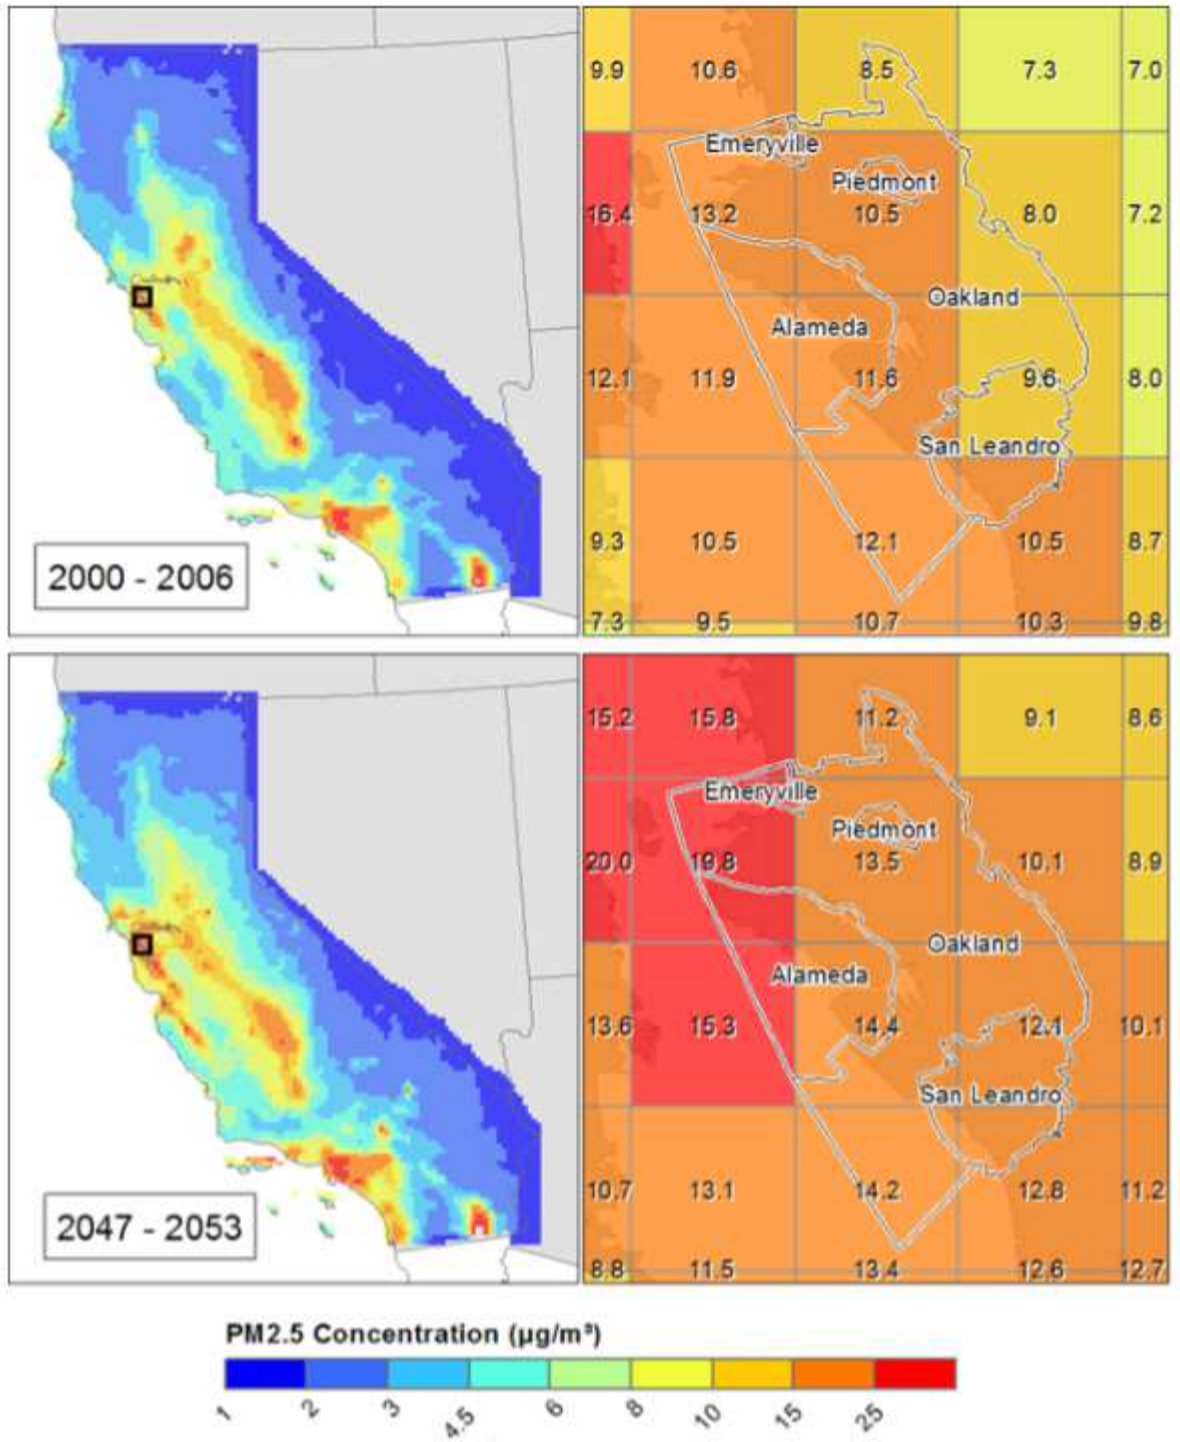 9.9 10.6 8.5 7.3 7.0
Emeryville
Piedmont
16.4 13.2 10.5 8.0 7.2
Oakland
Alameda
12.1 11.9 11.6 9.6 8.0
San Leandro
9.3 10.5 12.1 10.5 8.7
2000 - 2006
7.3 9.5 10.7 10.3 9.8
15.2 15.8 11.2 9.1 8.6
Emeryville
Piedmont
20.0 19.8 13.5 10.1 8.9
Oakland
Alameda
13.6 15.3 14.4 12.1 10.1
San Leandro
10.7 13.1 14.2 12.8 11.2
2047 - 2053
8.8 11.5 13.4 12.6 12.7
PM2.5 Concentration (µg/m³)
1 2 3 4.5 6 8 10 15 25